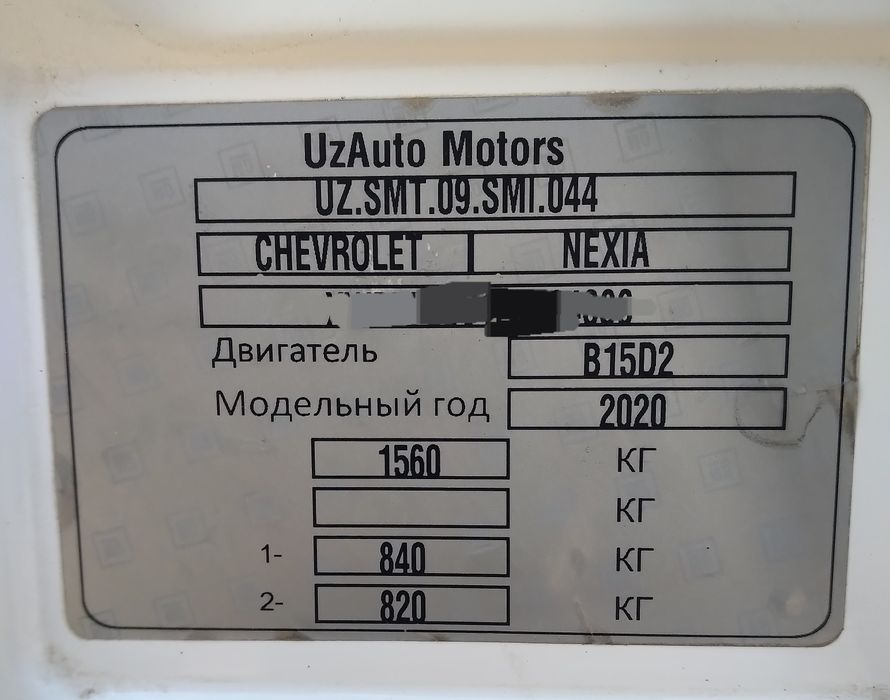 UzAuto Motors
UZ.SMT.09.SMI.044
CHEVROLET NEXIA
Двигатель B15D2
Модельный год 2020
1560 КГ
КГ
1- 840 КГ
2- 820 КГ